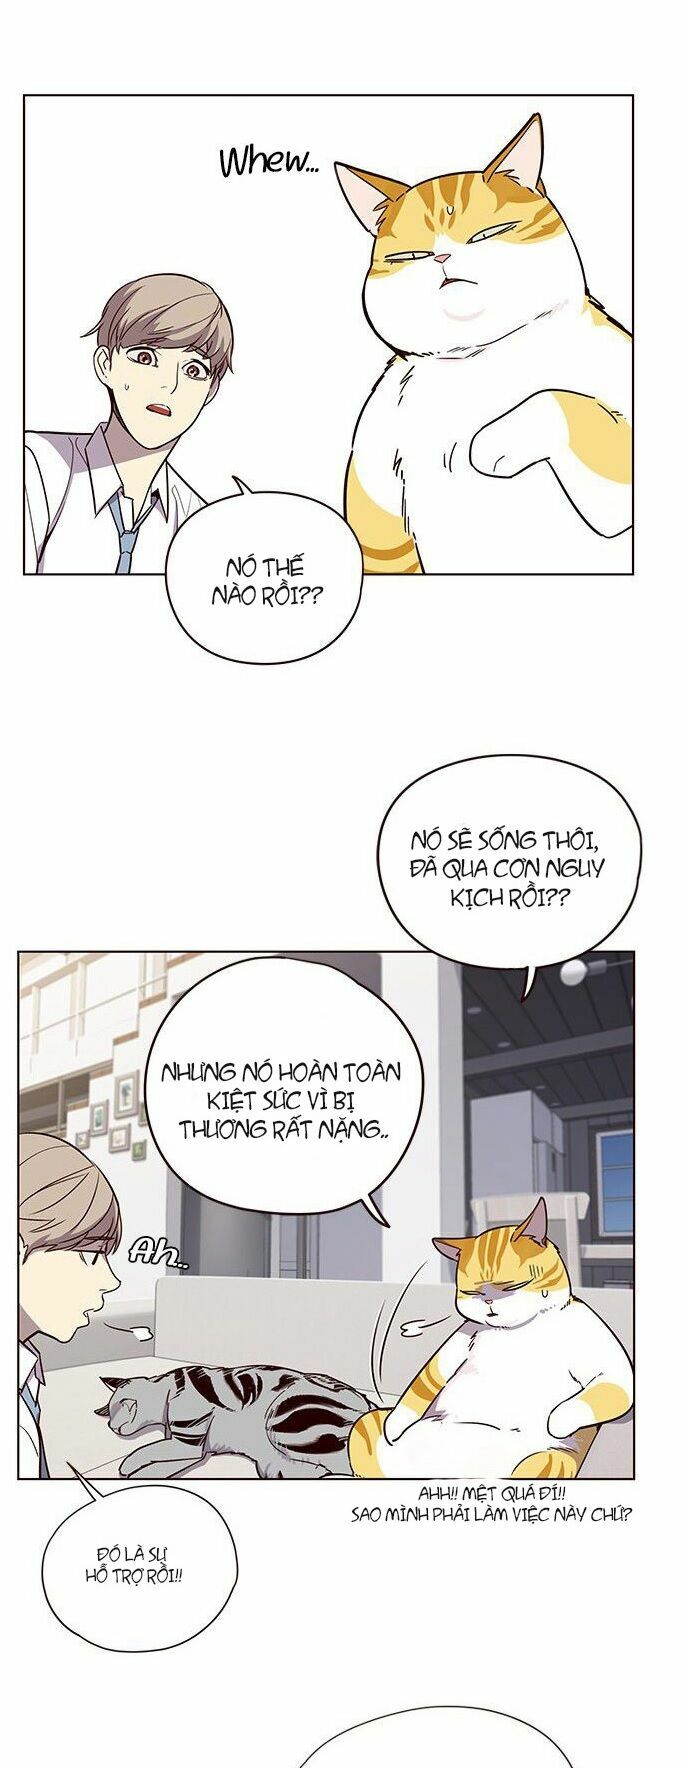 Whew...
NÓ THẾ
NÀO RỒI??
NÓ SẼ SỐNG THÔI,
ĐÃ QUA CƠN NGUY
KỊCH RỒI??
NHƯNG NÓ HOÀN TOÀN
KIỆT SỨC VÌ BỊ
THƯƠNG RẤT NẶNG..
Ah..
AHH!! MỆT QUÁ ĐI!!
SAO MÌNH PHẢI LÀM VIỆC NÀY CHỨ?
ĐÓ LÀ SỰ
HỖ TRỢ RỒI!!